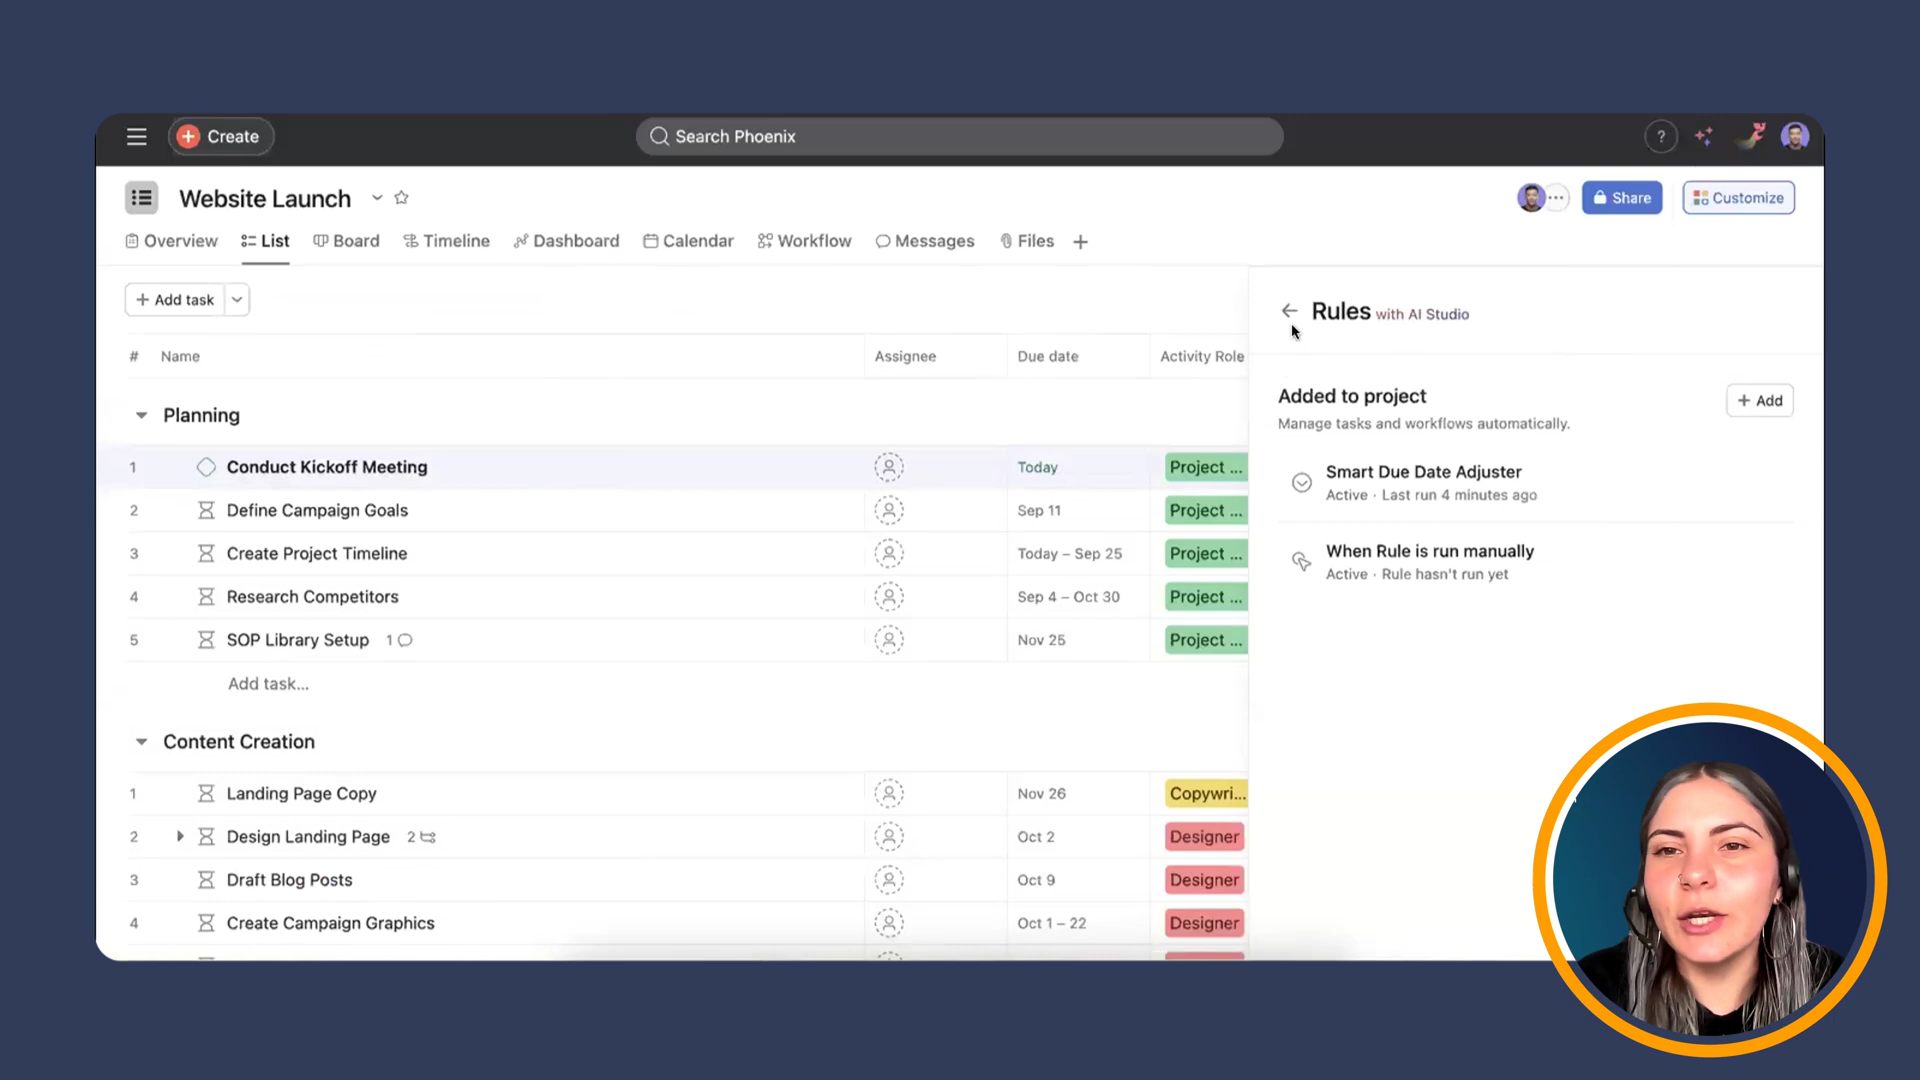 Create
Search Phoenix
?
Website Launch
Share
Customize
Overview
List
Board
Timeline
Dashboard
Calendar
Workflow
Messages
Files
+
+ Add task
# Name Assignee Due date Activity Role
Planning
1 Conduct Kickoff Meeting Today Project ...
2 Define Campaign Goals Sep 11 Project ...
3 Create Project Timeline Today – Sep 25 Project ...
4 Research Competitors Sep 4 – Oct 30 Project ...
5 SOP Library Setup 1 Nov 25 Project ...
Add task...
Content Creation
1 Landing Page Copy Nov 26 Copywri...
2 Design Landing Page 2 Oct 2 Designer
3 Draft Blog Posts Oct 9 Designer
4 Create Campaign Graphics Oct 1 – 22 Designer
Rules with AI Studio
Added to project
+ Add
Manage tasks and workflows automatically.
Smart Due Date Adjuster
Active · Last run 4 minutes ago
When Rule is run manually
Active · Rule hasn't run yet